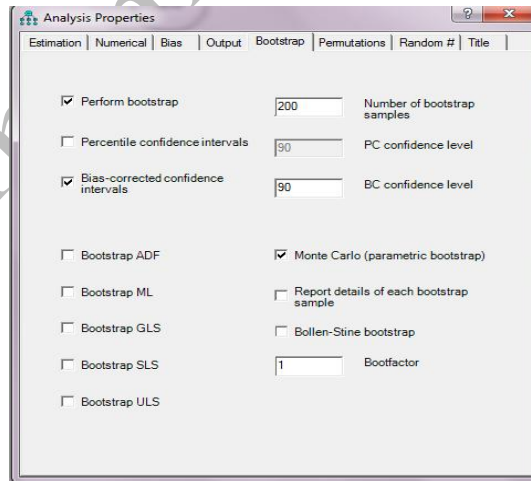 Analysis Properties
Estimation Numerical Bias Output Bootstrap Permutations Random # Title
Perform bootstrap
200
Number of bootstrap
samples
Percentile confidence intervals
90
PC confidence level
Bias-corrected confidence
intervals
90
BC confidence level
Bootstrap ADF
Monte Carlo (parametric bootstrap)
Bootstrap ML
Report details of each bootstrap
sample
Bootstrap GLS
Bollen-Stine bootstrap
Bootstrap SLS
1
Bootfactor
Bootstrap ULS